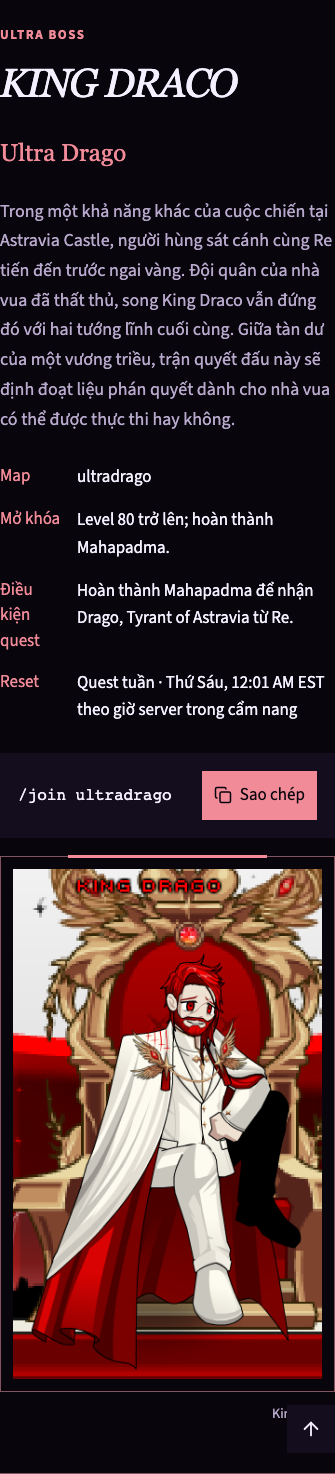 ULTRA BOSS
KING DRACO
Ultra Drago
Trong một khả năng khác của cuộc chiến tại
Astravia Castle, người hùng sát cánh cùng Re
tiến đến trước ngai vàng. Đội quân của nhà
vua đã thất thủ, song King Draco vẫn đứng
đó với hai tướng lĩnh cuối cùng. Giữa tàn dư
của một vương triều, trận quyết đấu này sẽ
định đoạt liệu phán quyết dành cho nhà vua
có thể được thực thi hay không.
Map ultradrago
Mở khóa Level 80 trở lên; hoàn thành
Mahapadma.
Điều Hoàn thành Mahapadma để nhận
kiện Drago, Tyrant of Astravia từ Re.
quest
Reset Quest tuần · Thứ Sáu, 12:01 AM EST
theo giờ server trong cẩm nang
/join ultradrago Sao chép
KING DRAGO